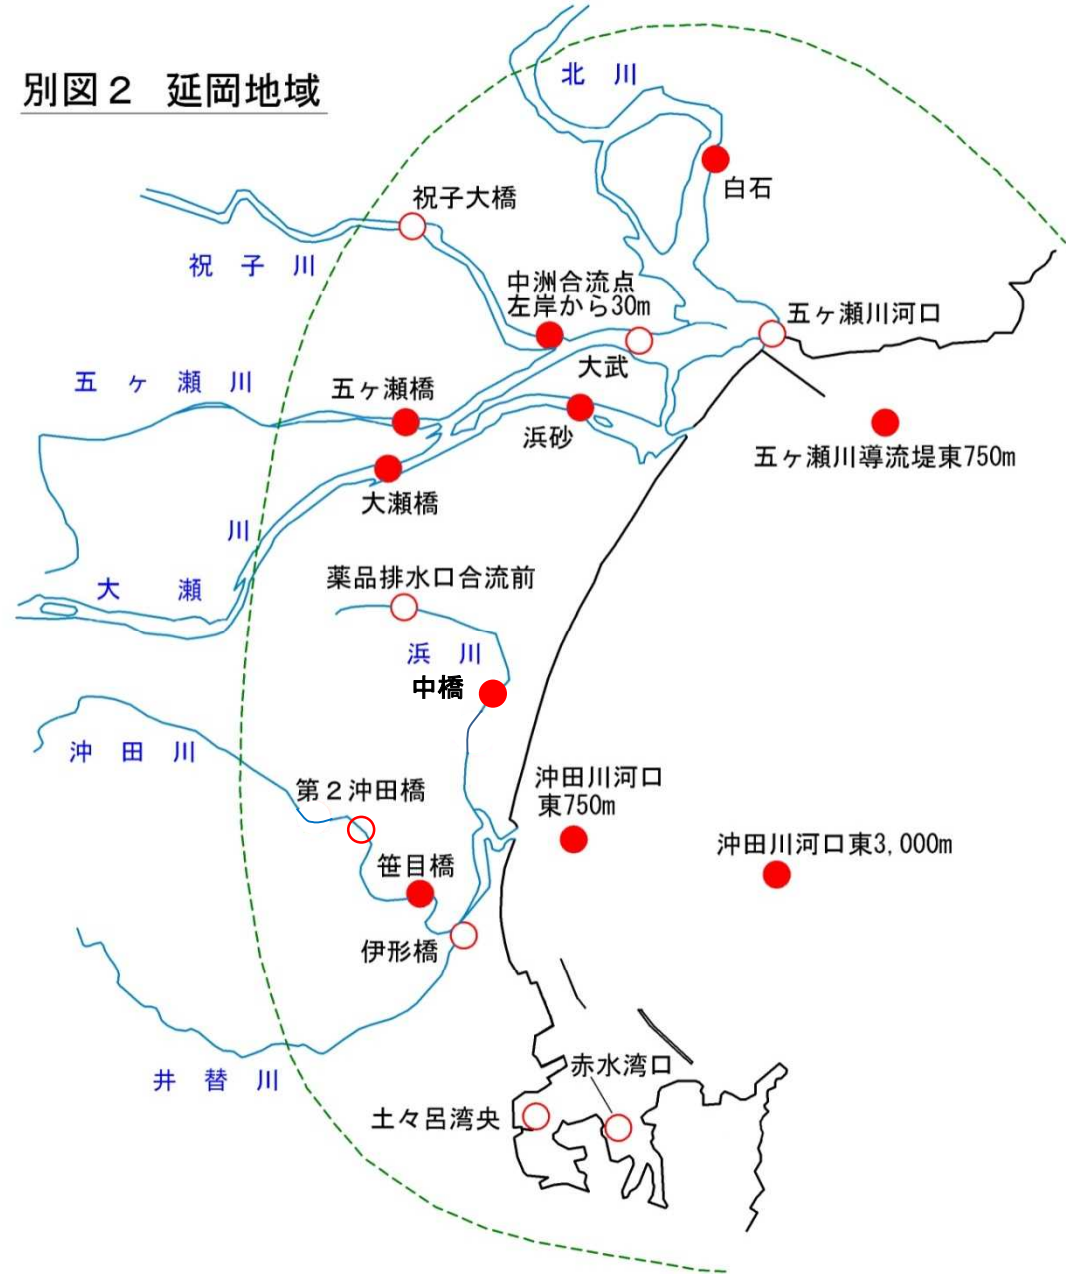 別図２　延岡地域
北　川
白石
祝子大橋
祝　子　川
中洲合流点
左岸から30m
五ヶ瀬川河口
大武
五　ヶ　瀬　川
五ヶ瀬橋
浜砂
五ヶ瀬川導流堤東750m
大瀬橋
大　瀬　川
薬品排水口合流前
浜　川
中橋
沖　田　川
沖田川河口
東750m
第２沖田橋
沖田川河口東3,000m
笹目橋
伊形橋
井　替　川
赤水湾口
土々呂湾央